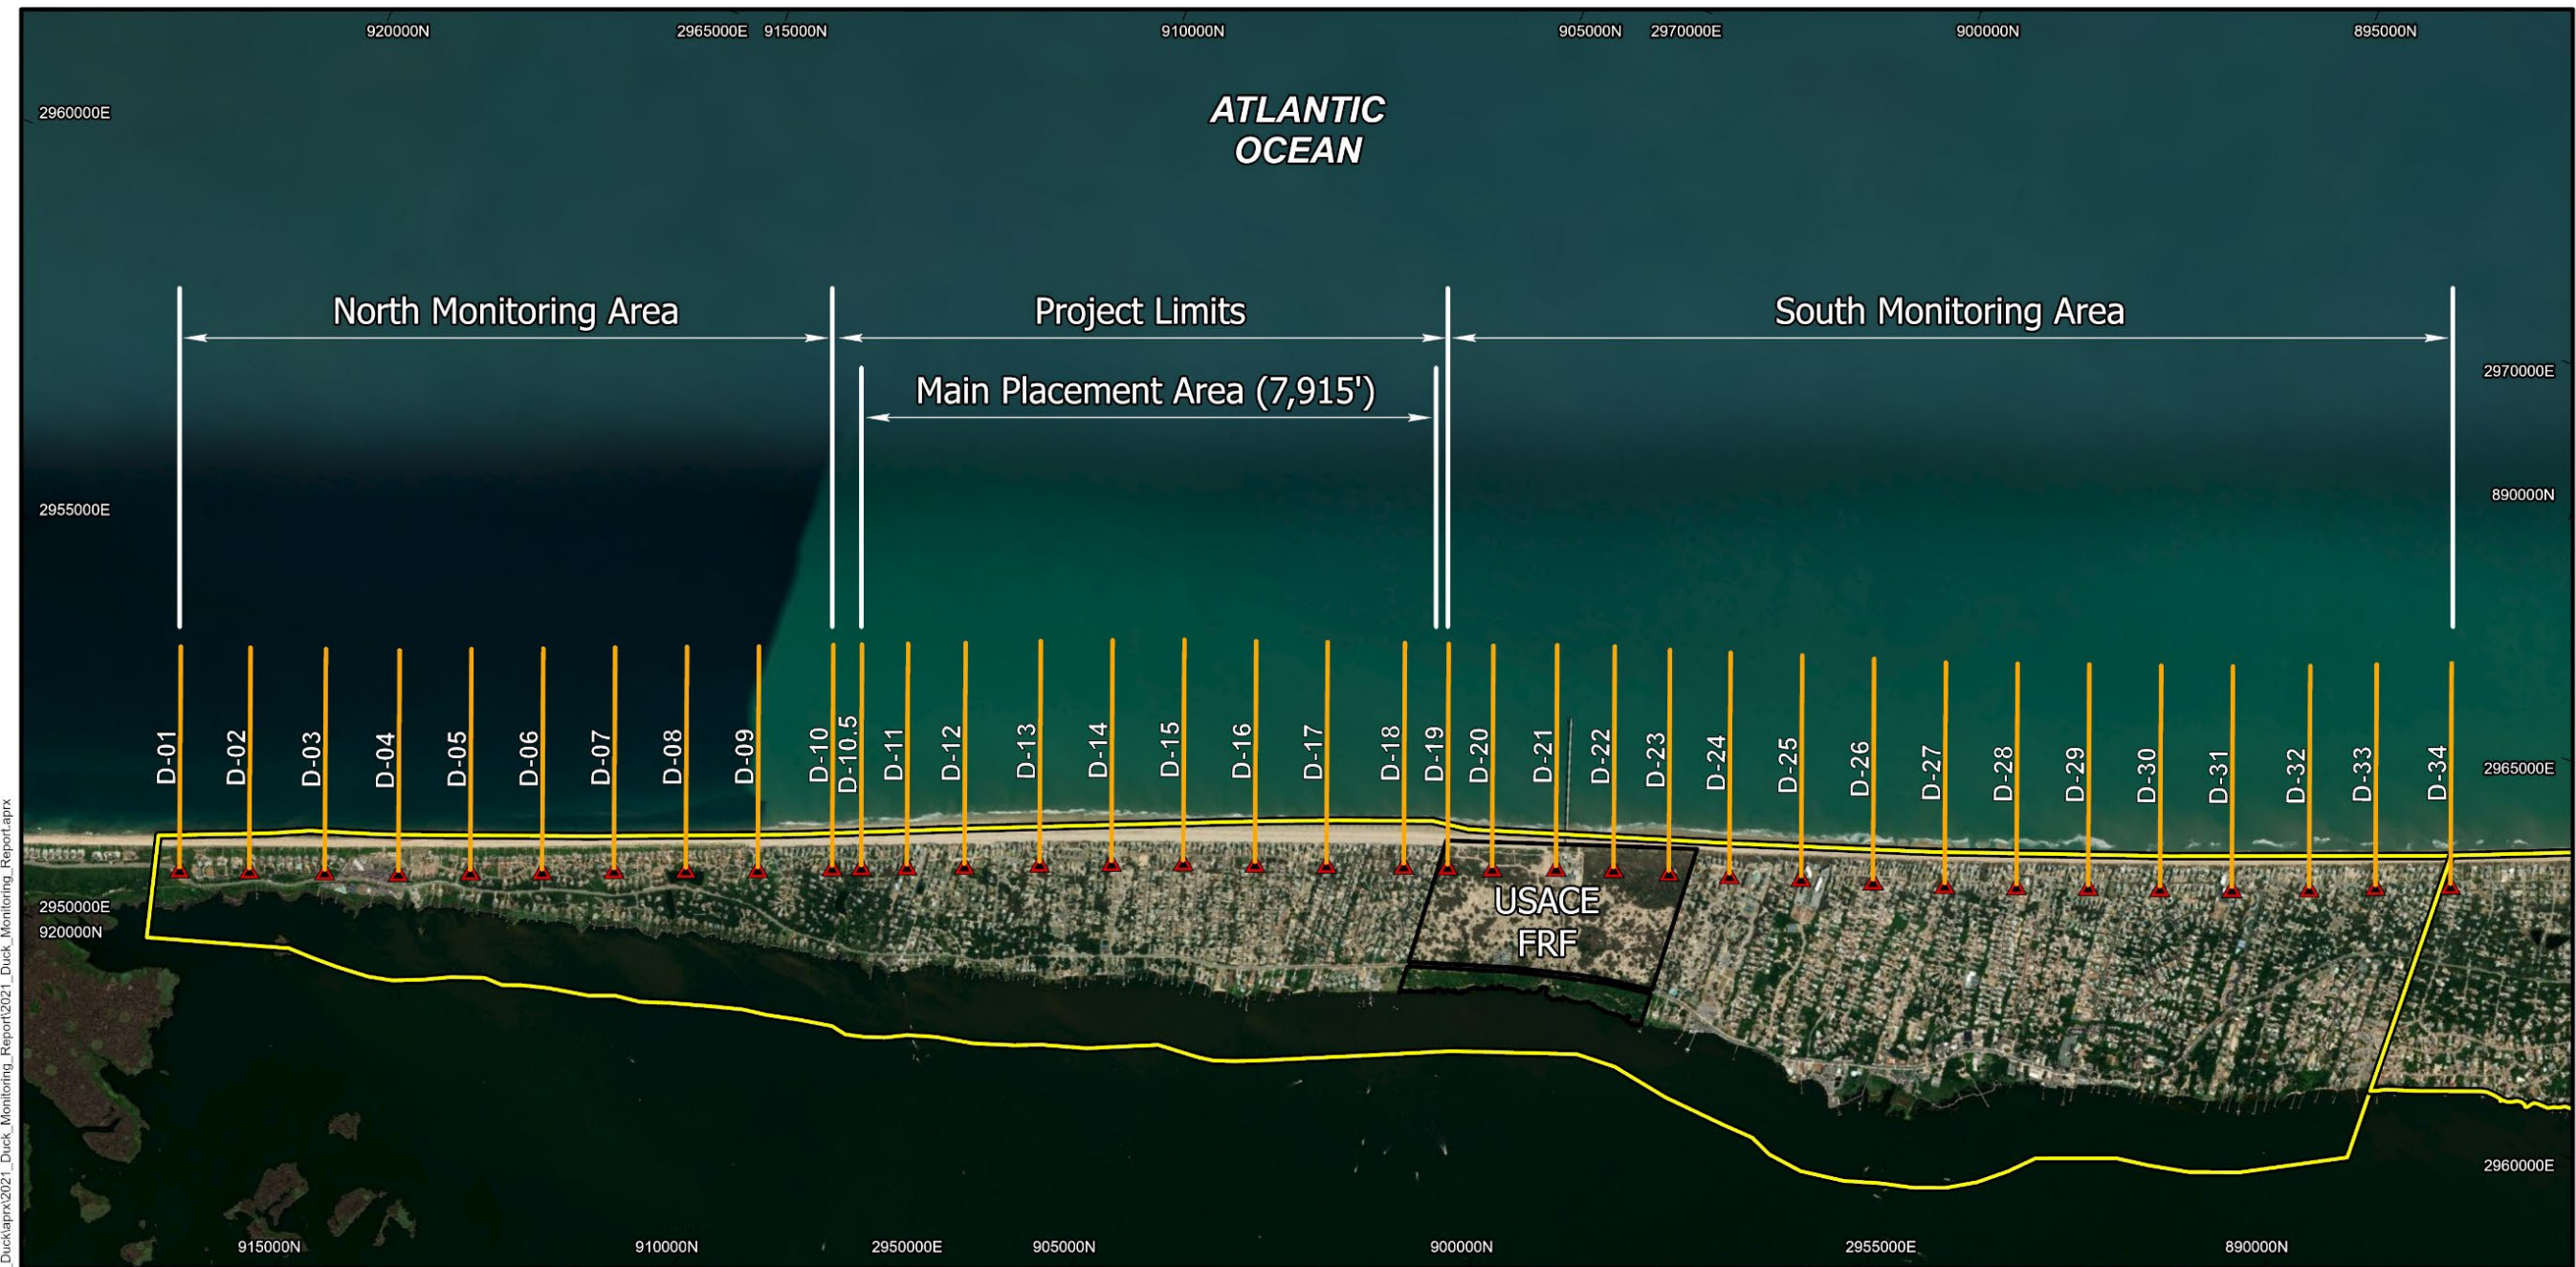 920000N 2965000E 915000N 910000N 905000N 2970000E 900000N 895000N
2960000E
ATLANTIC
OCEAN
North Monitoring Area Project Limits South Monitoring Area
2970000E
Main Placement Area (7,915')
890000N
2955000E
D-01 D-02 D-03 D-04 D-05 D-06 D-07 D-08 D-09 D-10 D-10.5 D-11 D-12 D-13 D-14 D-15 D-16 D-17 D-18 D-19 D-20 D-21 D-22 D-23 D-24 D-25 D-26 D-27 D-28 D-29 D-30 D-31 D-32 D-33 D-34
2965000E
USACE
FRF
2950000E
920000N
2960000E
915000N 910000N 2950000E 905000N 900000N 2955000E 890000N
_Duck\aprx\2021_Duck_Monitoring_Report\2021_Duck_Monitoring_Report.aprx